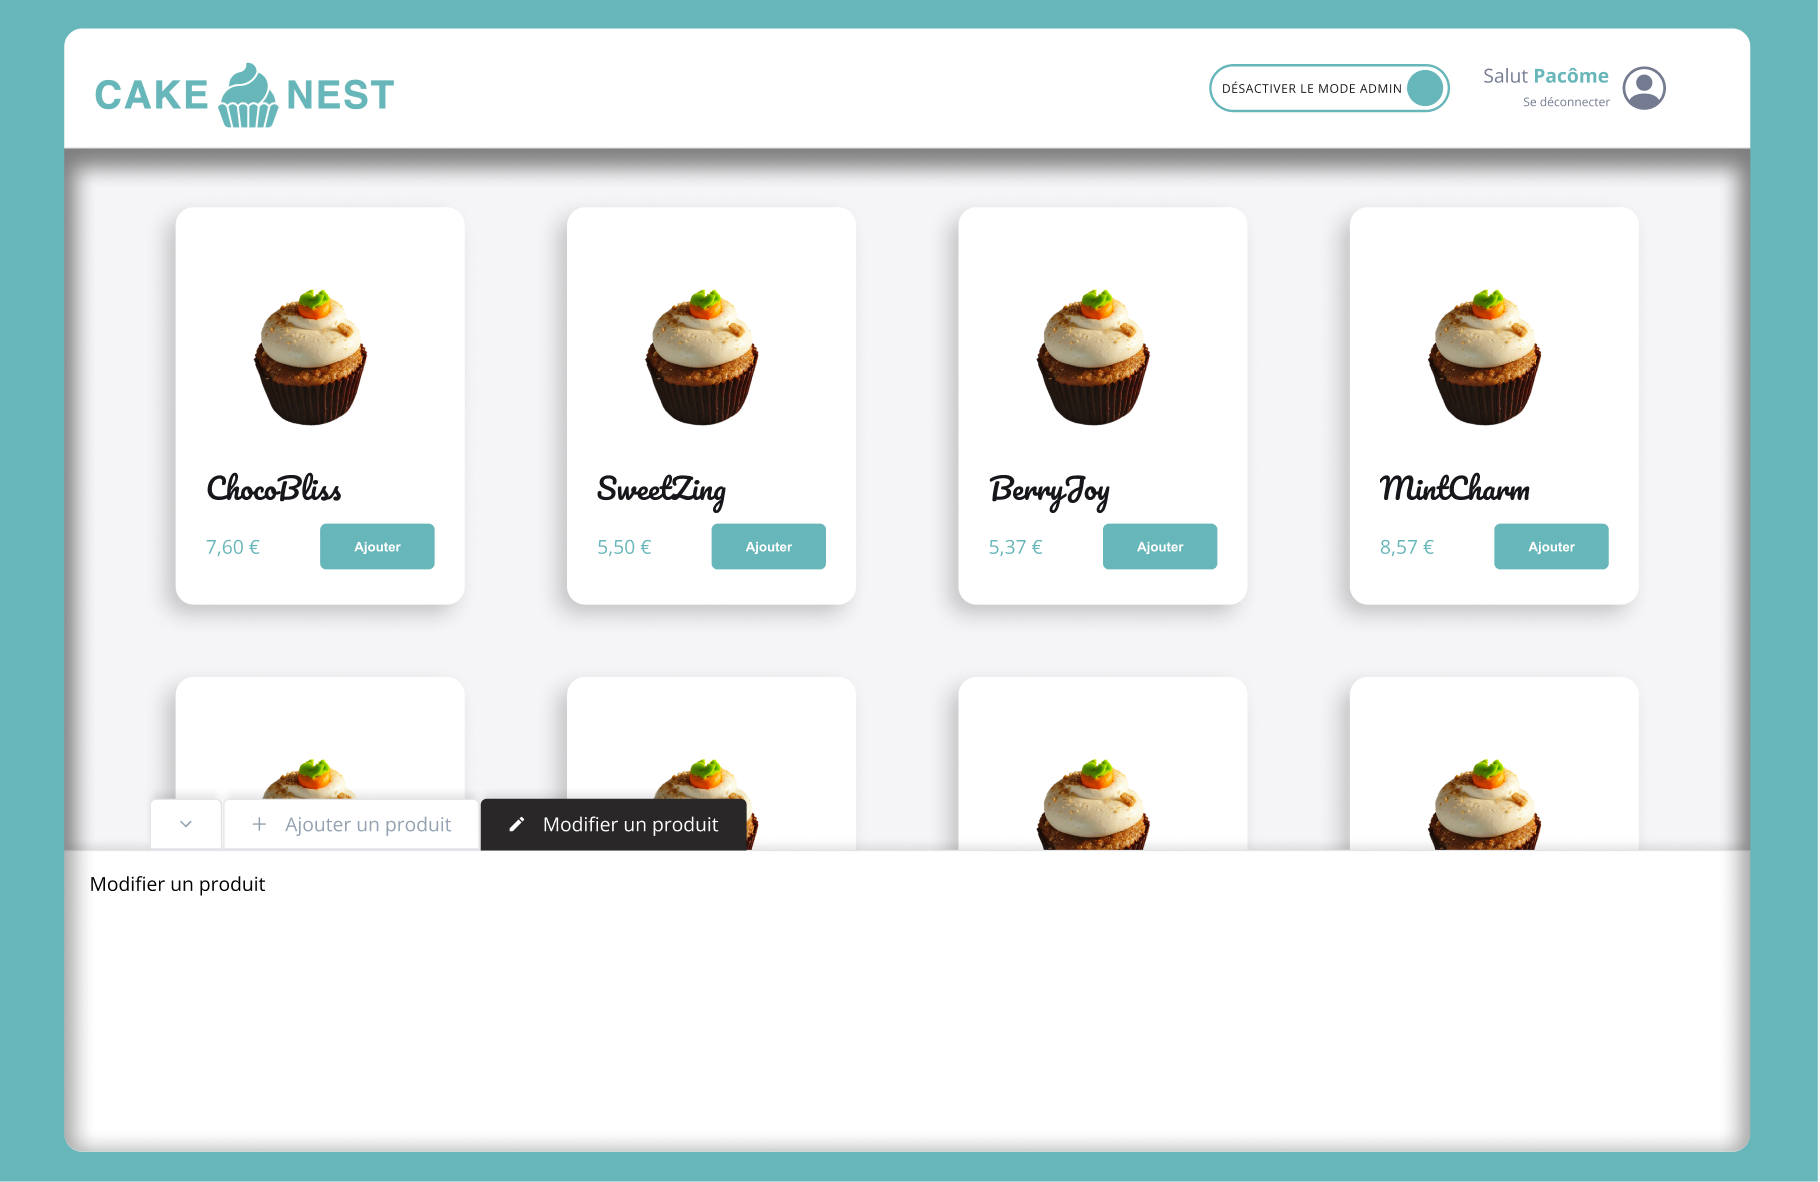 CAKE NEST
DÉSACTIVER LE MODE ADMIN
Salut Pacôme
Se déconnecter
ChocoBliss
7,60 €
Ajouter
SweetZing
5,50 €
Ajouter
BerryJoy
5,37 €
Ajouter
MintCharm
8,57 €
Ajouter
Ajouter un produit
Modifier un produit
Modifier un produit